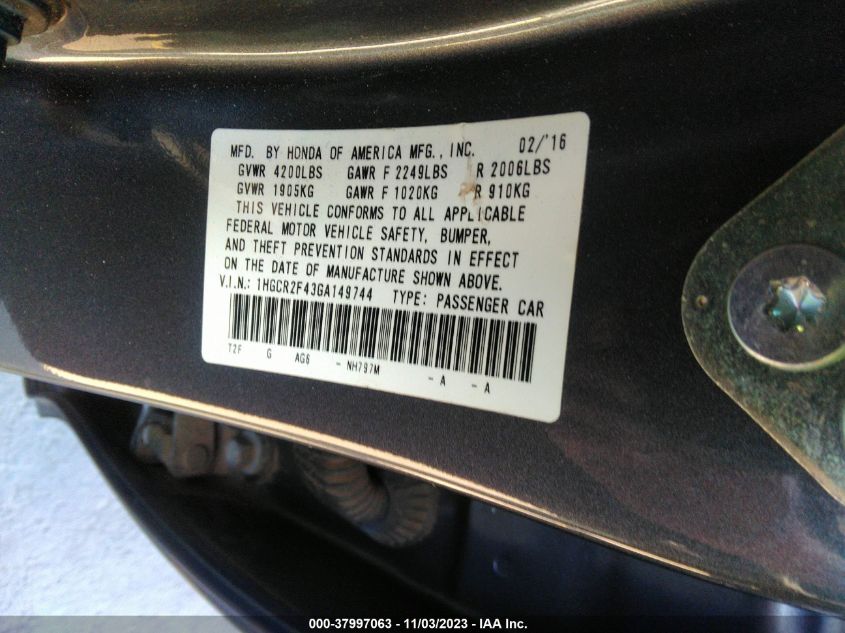 MFD. BY HONDA OF AMERICA MFG., INC. 02/'16
GVWR 4200LBS GAWR F 2249LBS R 2006LBS
GVWR 1905KG GAWR F 1020KG R 910KG
THIS VEHICLE CONFORMS TO ALL APPLICABLE
FEDERAL MOTOR VEHICLE SAFETY, BUMPER,
AND THEFT PREVENTION STANDARDS IN EFFECT
ON THE DATE OF MANUFACTURE SHOWN ABOVE.
V.I.N.: 1HGCR2F43GA149744 TYPE: PASSENGER CAR
T2F G AG6 - NH797M - A - A
000-37997063 - 11/03/2023 - IAA Inc.